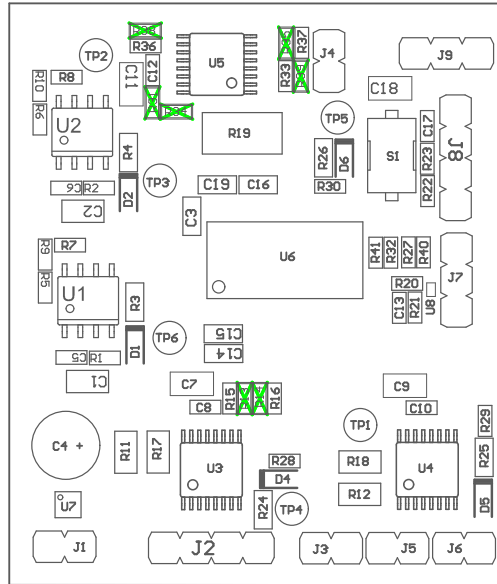 R36
R37
J4
J9
TP2
U5
R10
R8
C11
C12
R33
C18
R6
U2
R4
R19
TP5
S1
C17
J8
R26
D6
R23
C6
R2
D2
TP3
C19
C16
R30
R22
C2
C3
R9
R7
U6
R41
R32
R27
R40
J7
R5
U1
R3
R20
C13
R21
U8
D1
TP6
C15
C14
C5
R1
C1
C7
R15
R16
C9
C8
C10
TP1
R29
C4 +
R11
R17
U3
R28
D4
R18
U4
R25
U7
R24
TP4
R12
D5
J1
J2
J3
J5
J6